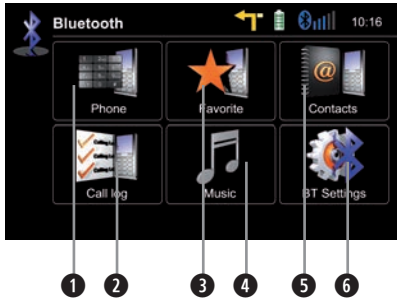 Bluetooth 10:16
Phone Favorite Contacts
@
Call log Music BT Settings
1 2 3 4 5 6